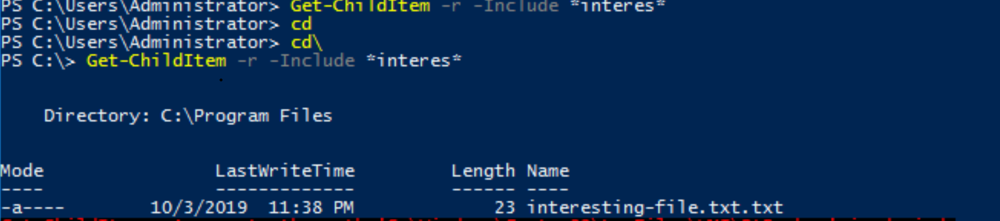 PS C:\Users\Administrator> Get-ChildItem -r -Include *interes*
PS C:\Users\Administrator> cd
PS C:\Users\Administrator> cd\
PS C:\> Get-ChildItem -r -Include *interes*
Directory: C:\Program Files
Mode LastWriteTime Length Name
---- ------------- ------ ----
-a---- 10/3/2019 11:38 PM 23 interesting-file.txt.txt